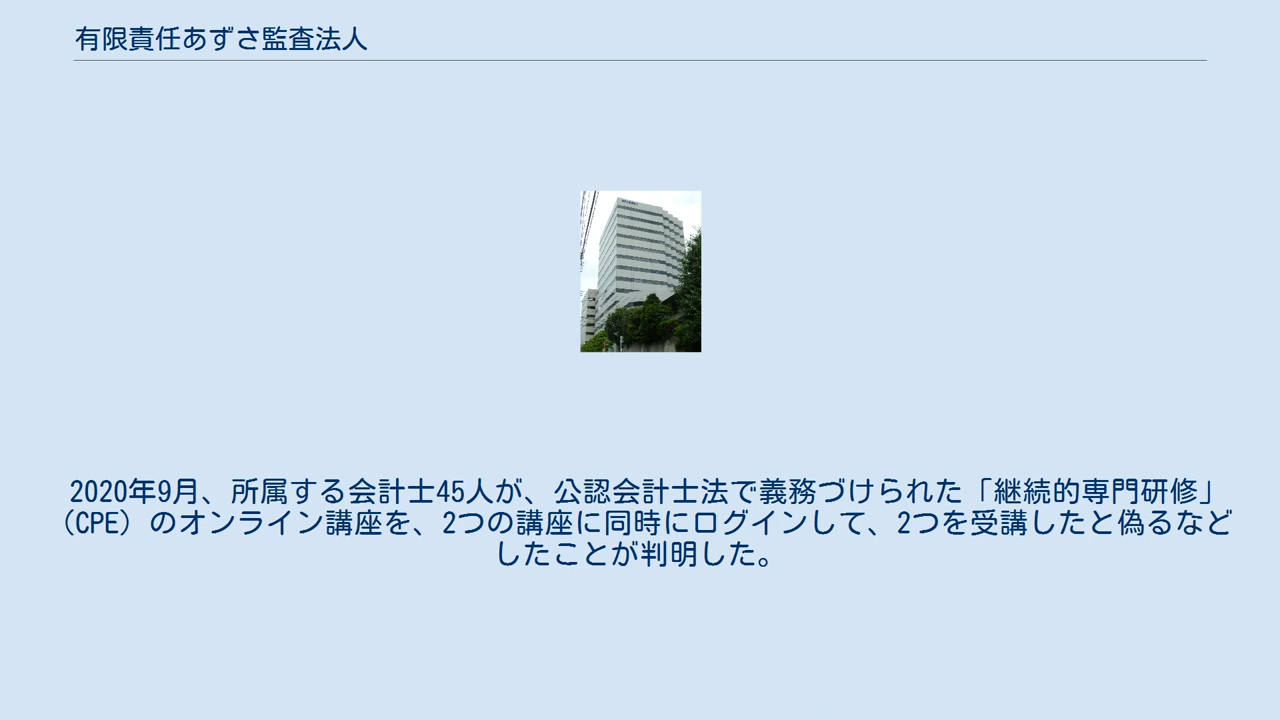 有限責任あずさ監査法人
2020年9月、所属する会計士45人が、公認会計士法で義務づけられた「継続的専門研修」
（CPE）のオンライン講座を、2つの講座に同時にログインして、2つを受講したと偽るなど
したことが判明した。